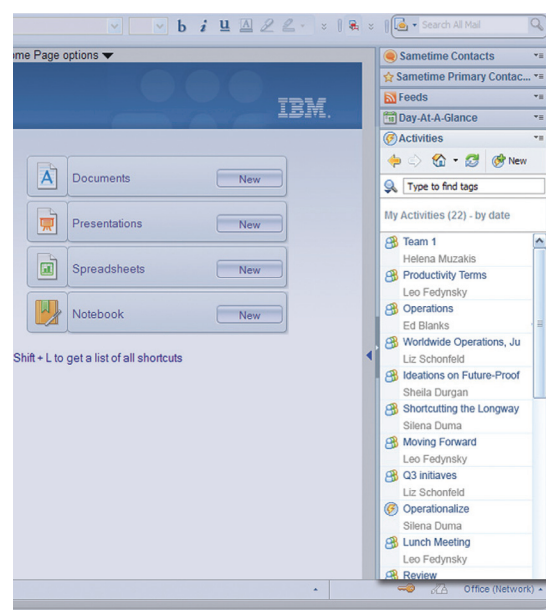 b i u A
Search All Mail
ome Page options
IBM.
Documents New
Presentations New
Spreadsheets New
Notebook New
Shift + L to get a list of all shortcuts
Sametime Contacts
Sametime Primary Contac...
Feeds
Day-At-A-Glance
Activities
New
Type to find tags
My Activities (22) - by date
Team 1
Helena Muzakis
Productivity Terms
Leo Fedynsky
Operations
Ed Blanks
Worldwide Operations, Ju
Liz Schonfeld
Ideations on Future-Proof
Sheila Durgan
Shortcutting the Longway
Silena Duma
Moving Forward
Leo Fedynsky
Q3 initiaves
Liz Schonfeld
Operationalize
Silena Duma
Lunch Meeting
Leo Fedynsky
Review
Office (Network)